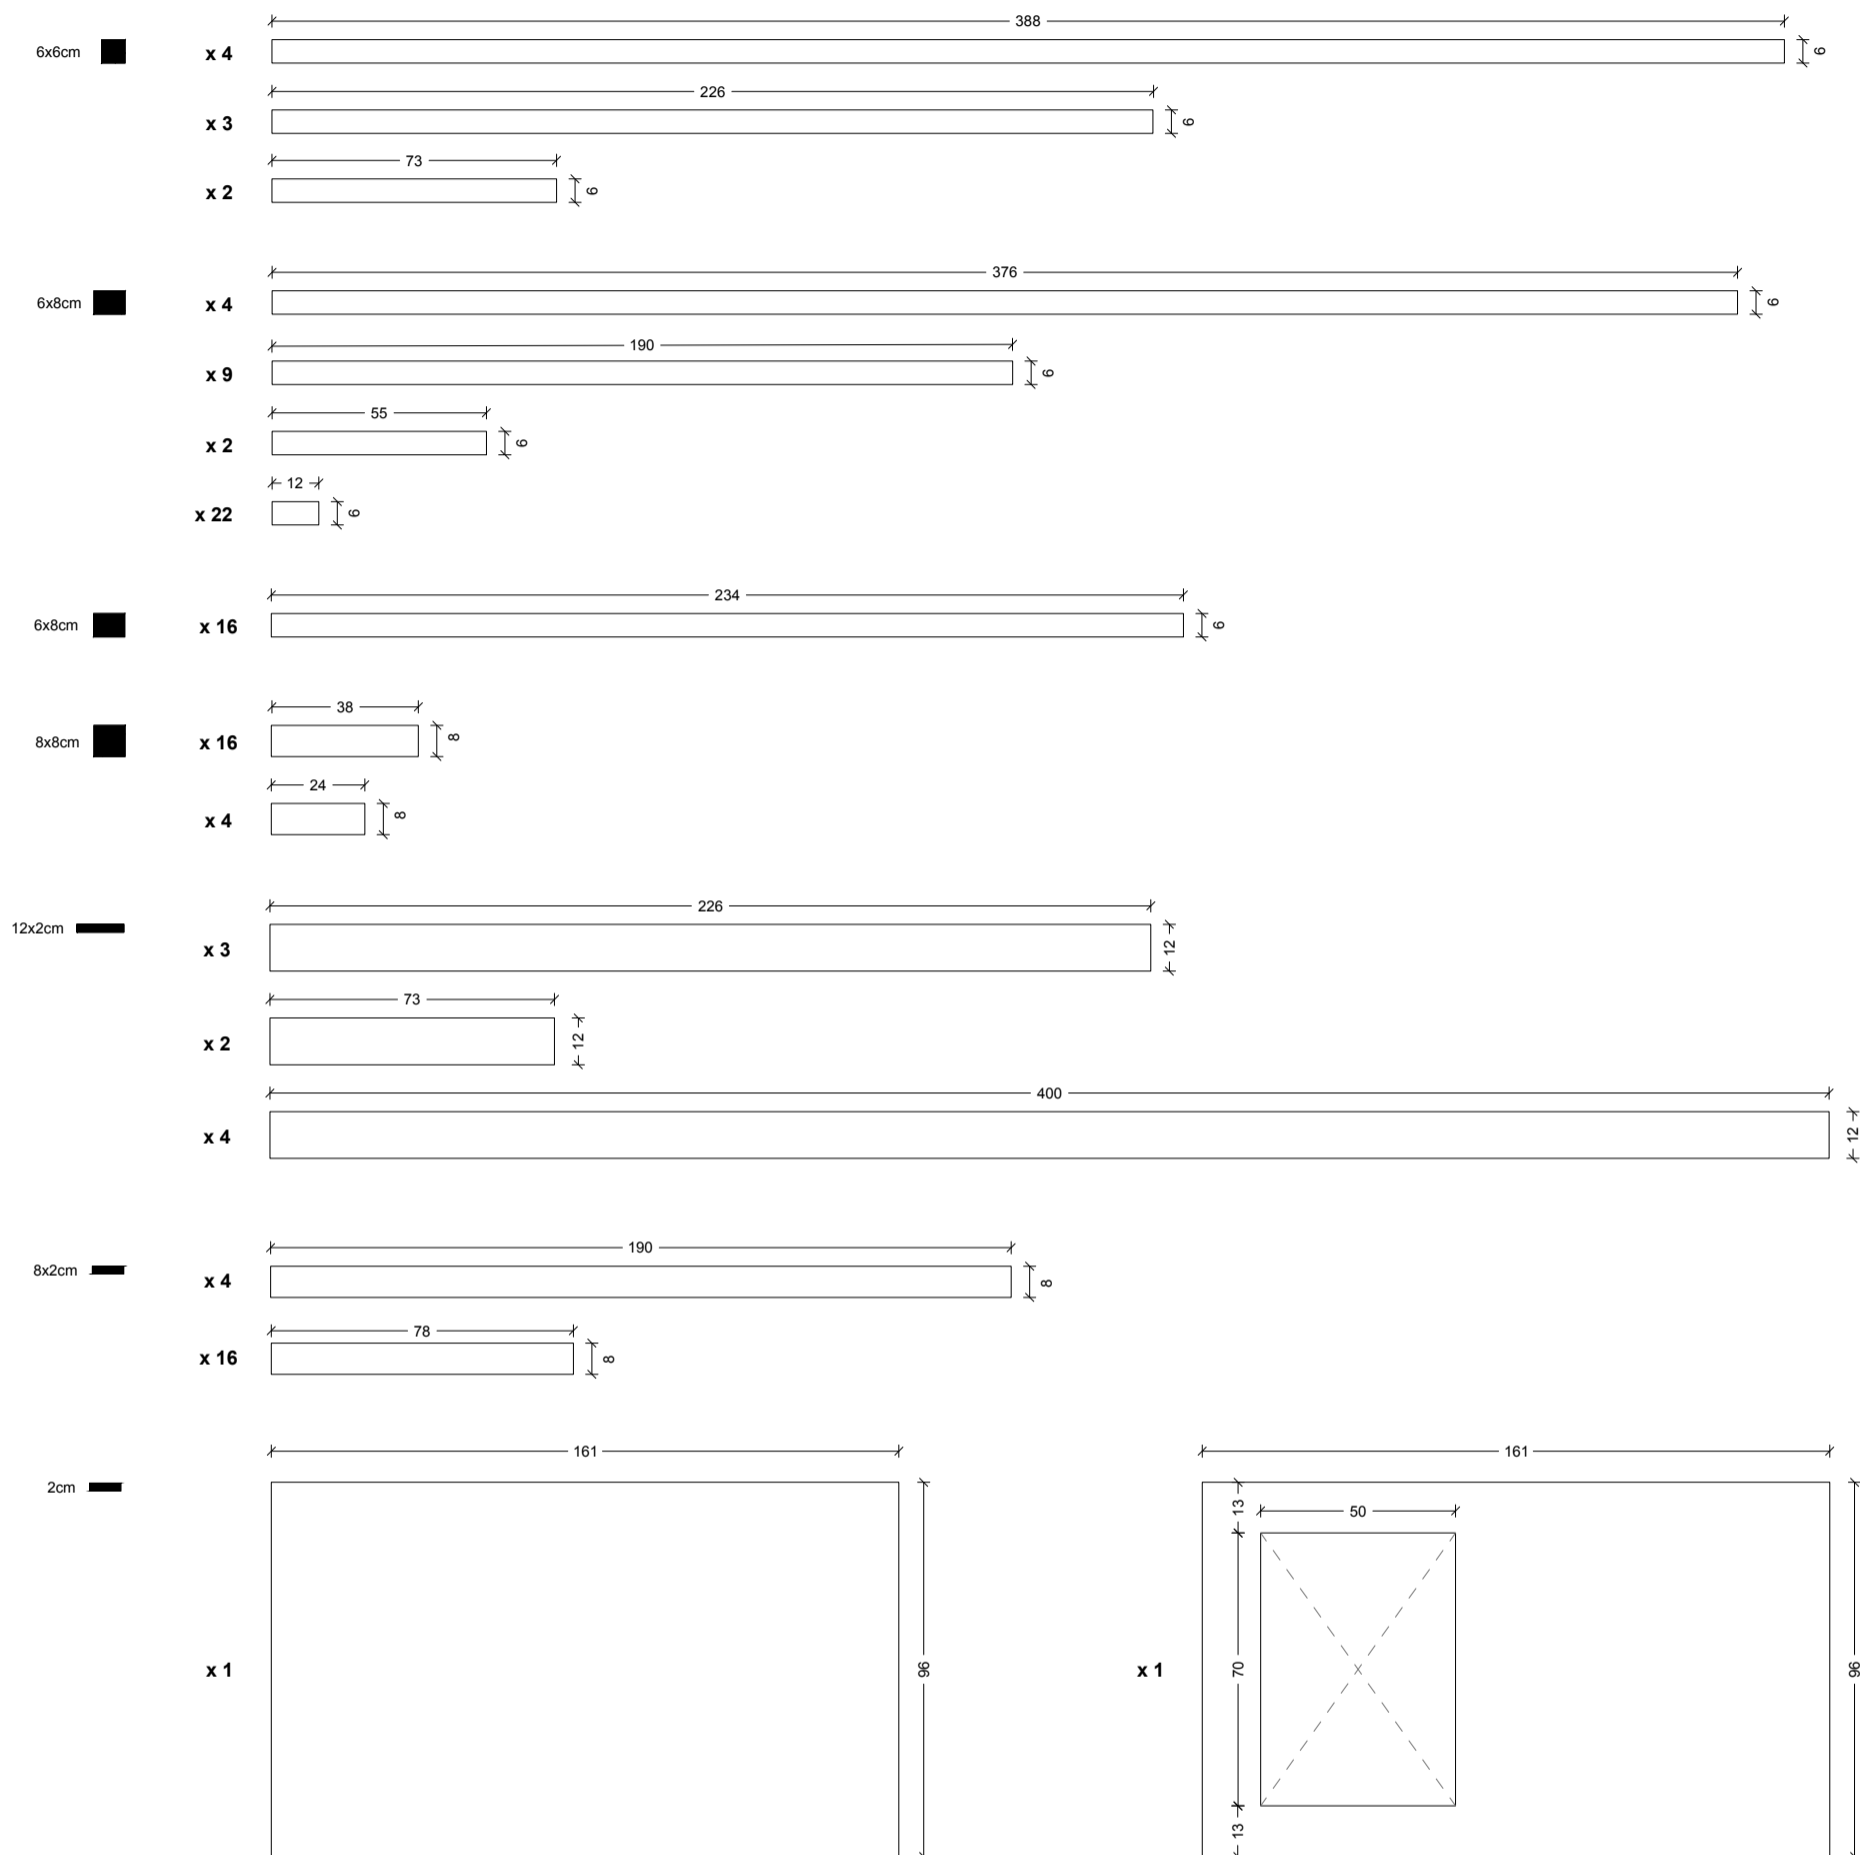 388
6x6cm x 4 6
226
x 3 6
73
x 2 6
376
6x8cm x 4 6
190
x 9 6
55
x 2 6
12
x 22 6
234
6x8cm x 16 6
38
8x8cm x 16 8
24
x 4 8
226
12x2cm x 3 12
73
x 2 12
400
x 4 12
190
8x2cm x 4 8
78
x 16 8
161 161
2cm
13 50
x 1 96 x 1 70 96
13